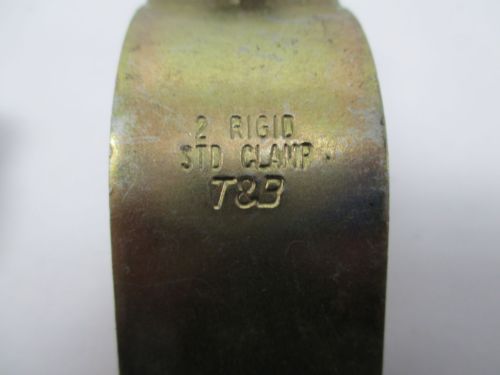 2 RIGID
STD CLAMP
T&B